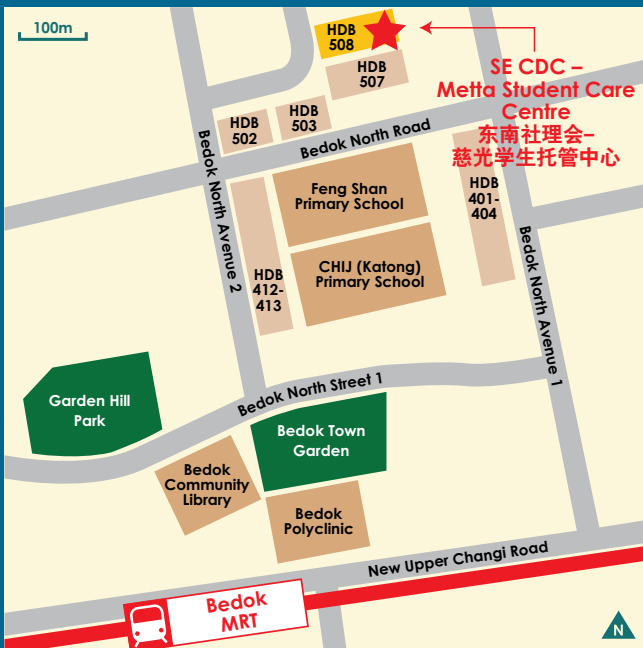 100m
HDB
508
HDB
507
SE CDC –
Metta Student Care
Centre
东南社理会–
慈光学生托管中心
HDB
502
HDB
503
Bedok North Road
Bedok North Avenue 2
Feng Shan
Primary School
HDB
401-
404
CHIJ (Katong)
Primary School
HDB
412-
413
Bedok North Avenue 1
Garden Hill
Park
Bedok North Street 1
Bedok Town
Garden
Bedok
Community
Library
Bedok
Polyclinic
New Upper Changi Road
Bedok
MRT
N